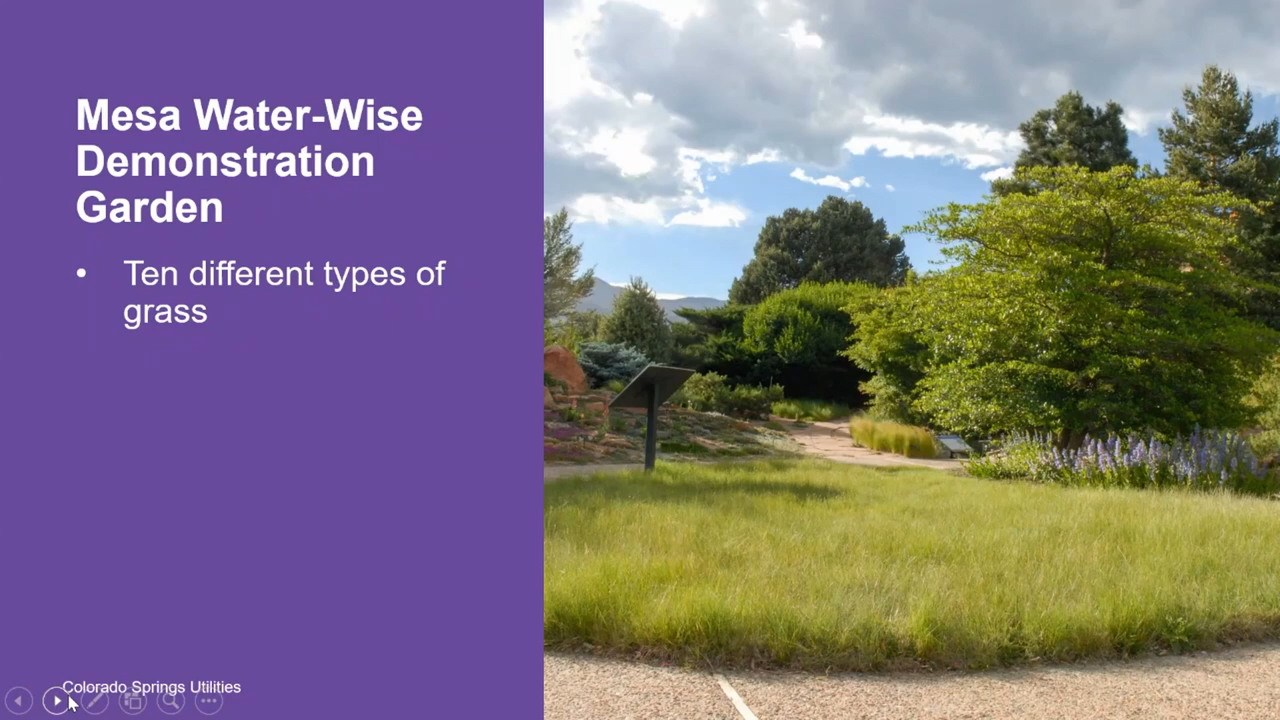 Mesa Water-Wise
Demonstration
Garden
• Ten different types of
grass
Colorado Springs Utilities